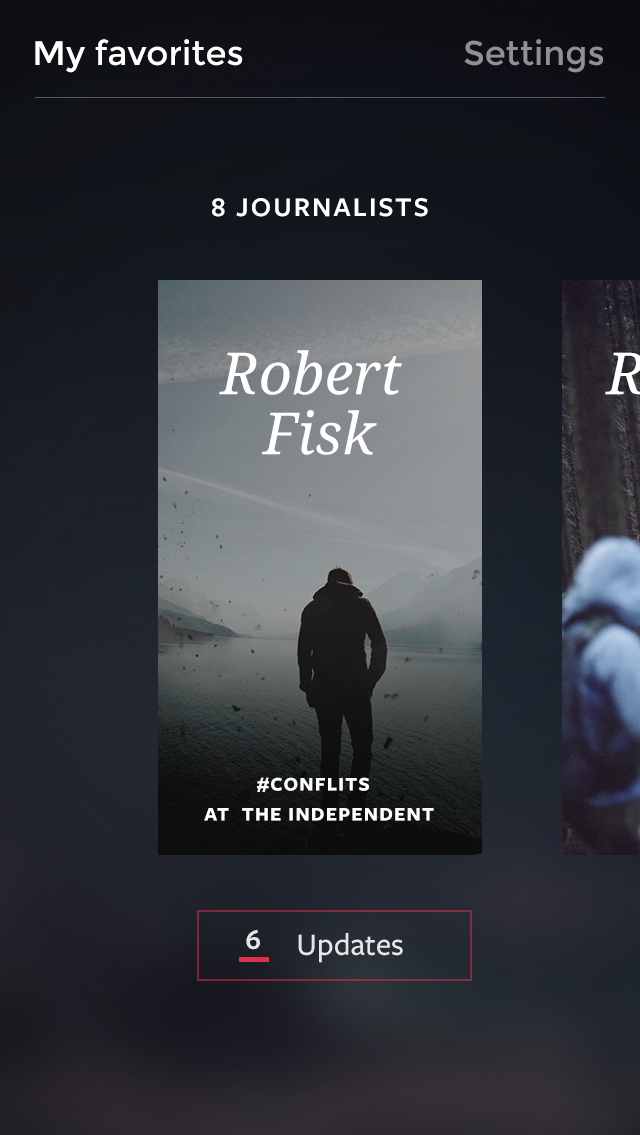 My favorites
Settings
8 JOURNALISTS
Robert
Fisk
R
#CONFLITS
AT THE INDEPENDENT
6 Updates